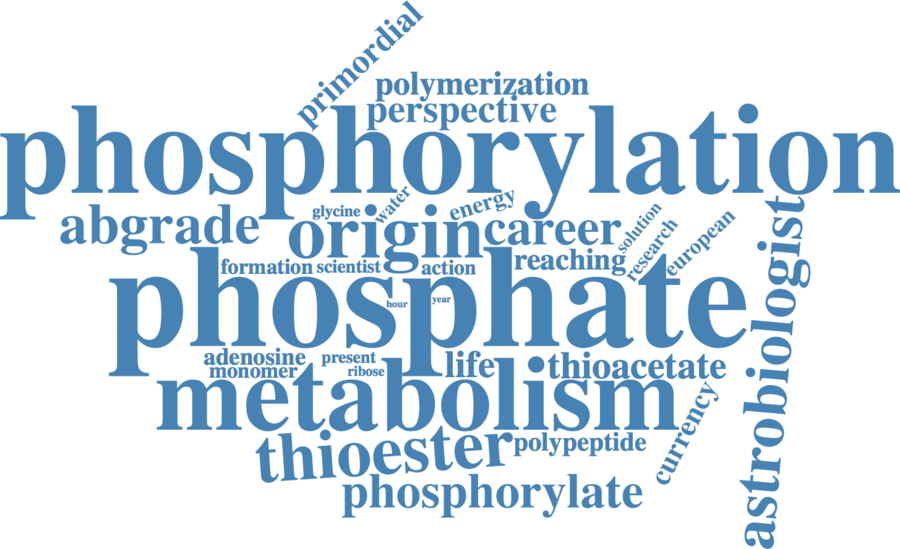 primordial
polymerization
perspective
phosphorylation
abgrade
glycine
water
energy
origin
career
solution
research
european
astrobiologist
formation
scientist
action
reaching
phosphate
hour
year
adenosine
present
life
thioacetate
monomer
ribose
metabolism
currency
thioester
polypeptide
phosphorylate